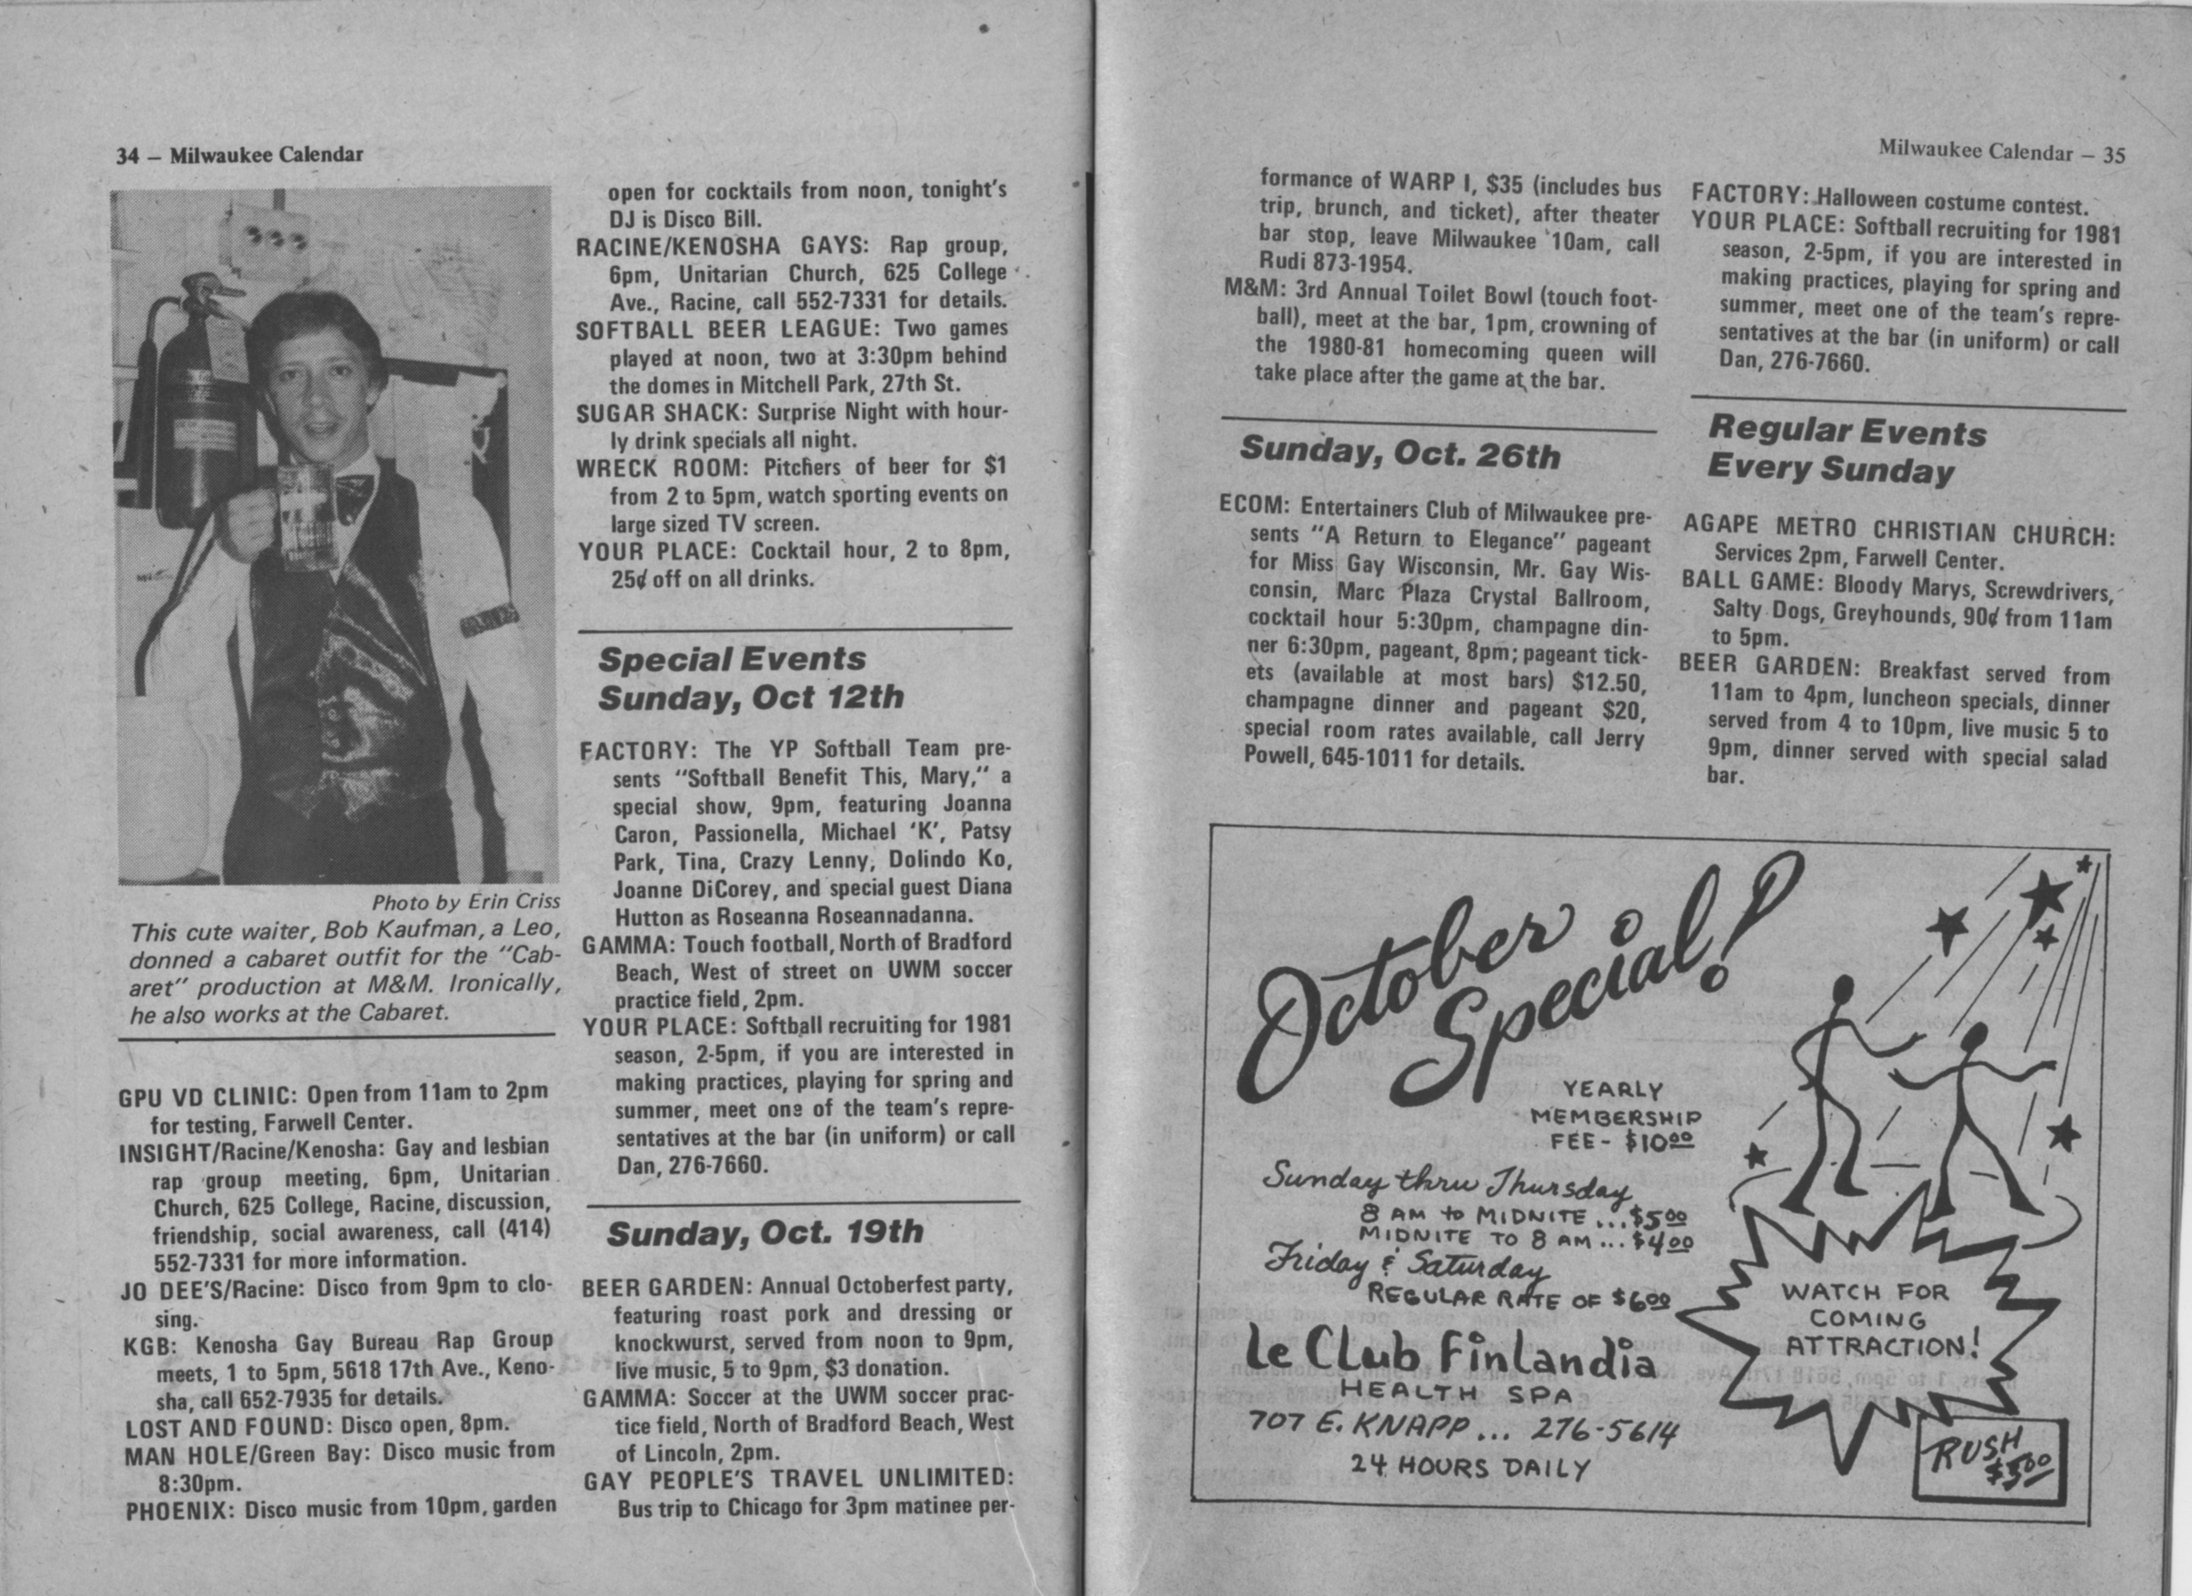 34 – Milwaukee Calendar
Photo by Erin Criss
This cute waiter, Bob Kaufman, a Leo,
donned a cabaret outfit for the "Cab-
aret" production at M&M. Ironically,
he also works at the Cabaret.
GPU VD CLINIC: Open from 11am to 2pm
for testing, Farwell Center.
INSIGHT/Racine/Kenosha: Gay and lesbian
rap group meeting, 6pm, Unitarian
Church, 625 College, Racine, discussion,
friendship, social awareness, call (414)
552-7331 for more information.
JO DEE'S/Racine: Disco from 9pm to clo-
sing.
KGB: Kenosha Gay Bureau Rap Group
meets, 1 to 5pm, 5618 17th Ave., Keno-
sha, call 652-7935 for details.
LOST AND FOUND: Disco open, 8pm.
MAN HOLE/Green Bay: Disco music from
8:30pm.
PHOENIX: Disco music from 10pm, garden
open for cocktails from noon, tonight's
DJ is Disco Bill.
RACINE/KENOSHA GAYS: Rap group,
6pm, Unitarian Church, 625 College
Ave., Racine, call 552-7331 for details.
SOFTBALL BEER LEAGUE: Two games
played at noon, two at 3:30pm behind
the domes in Mitchell Park, 27th St.
SUGAR SHACK: Surprise Night with hour-
ly drink specials all night.
WRECK ROOM: Pitchers of beer for $1
from 2 to 5pm, watch sporting events on
large sized TV screen.
YOUR PLACE: Cocktail hour, 2 to 8pm,
25¢ off on all drinks.
Special Events
Sunday, Oct 12th
FACTORY: The YP Softball Team pre-
sents "Softball Benefit This, Mary," a
special show, 9pm, featuring Joanna
Caron, Passionella, Michael 'K', Patsy
Park, Tina, Crazy Lenny, Dolindo Ko,
Joanne DiCorey, and special guest Diana
Hutton as Roseanna Roseannadanna.
GAMMA: Touch football, North of Bradford
Beach, West of street on UWM soccer
practice field, 2pm.
YOUR PLACE: Softball recruiting for 1981
season, 2-5pm, if you are interested in
making practices, playing for spring and
summer, meet one of the team's repre-
sentatives at the bar (in uniform) or call
Dan, 276-7660.
Sunday, Oct. 19th
BEER GARDEN: Annual Octoberfest party,
featuring roast pork and dressing or
knockwurst, served from noon to 9pm,
live music, 5 to 9pm, $3 donation.
GAMMA: Soccer at the UWM soccer prac-
tice field, North of Bradford Beach, West
of Lincoln, 2pm.
GAY PEOPLE'S TRAVEL UNLIMITED:
Bus trip to Chicago for 3pm matinee per-
Milwaukee Calendar – 35
formance of WARP I, $35 (includes bus
trip, brunch, and ticket), after theater
bar stop, leave Milwaukee 10am, call
Rudi 873-1954.
M&M: 3rd Annual Toilet Bowl (touch foot-
ball), meet at the bar, 1pm, crowning of
the 1980-81 homecoming queen will
take place after the game at the bar.
Sunday, Oct. 26th
ECOM: Entertainers Club of Milwaukee pre-
sents "A Return to Elegance" pageant
for Miss Gay Wisconsin, Mr. Gay Wis-
consin, Marc Plaza Crystal Ballroom,
cocktail hour 5:30pm, champagne din-
ner 6:30pm, pageant, 8pm; pageant tick-
ets (available at most bars) $12.50,
champagne dinner and pageant $20,
special room rates available, call Jerry
Powell, 645-1011 for details.
FACTORY: Halloween costume contest.
YOUR PLACE: Softball recruiting for 1981
season, 2-5pm, if you are interested in
making practices, playing for spring and
summer, meet one of the team's repre-
sentatives at the bar (in uniform) or call
Dan, 276-7660.
Regular Events
Every Sunday
AGAPE METRO CHRISTIAN CHURCH:
Services 2pm, Farwell Center.
BALL GAME: Bloody Marys, Screwdrivers,
Salty Dogs, Greyhounds, 90¢ from 11am
to 5pm.
BEER GARDEN: Breakfast served from
11am to 4pm, luncheon specials, dinner
served from 4 to 10pm, live music 5 to
9pm, dinner served with special salad
bar.
October
Special!
YEARLY
MEMBERSHIP
FEE - $10.00
Sunday thru Thursday
8 AM to MIDNITE ... $5.00
MIDNITE TO 8 AM ... $4.00
Friday & Saturday
REGULAR RATE OF $6.00
Le Club Finlandia
HEALTH SPA
707 E. KNAPP ... 276-5614
24 HOURS DAILY
WATCH FOR
COMING
ATTRACTION!
RUSH
$3.00